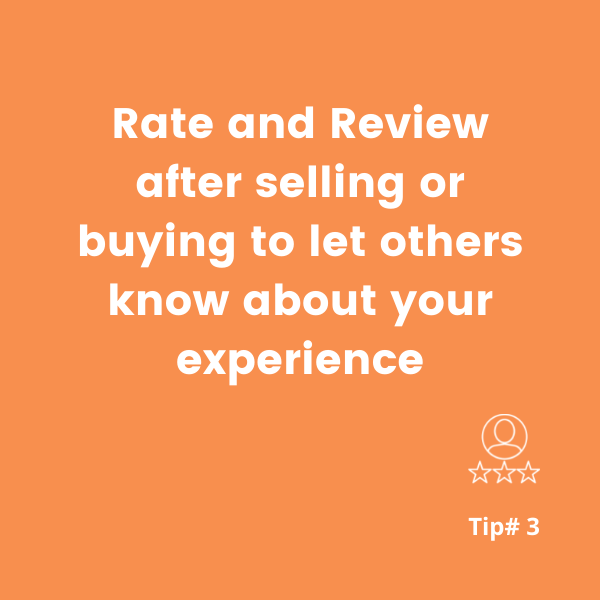 Rate and Review
after selling or
buying to let others
know about your
experience
Tip# 3